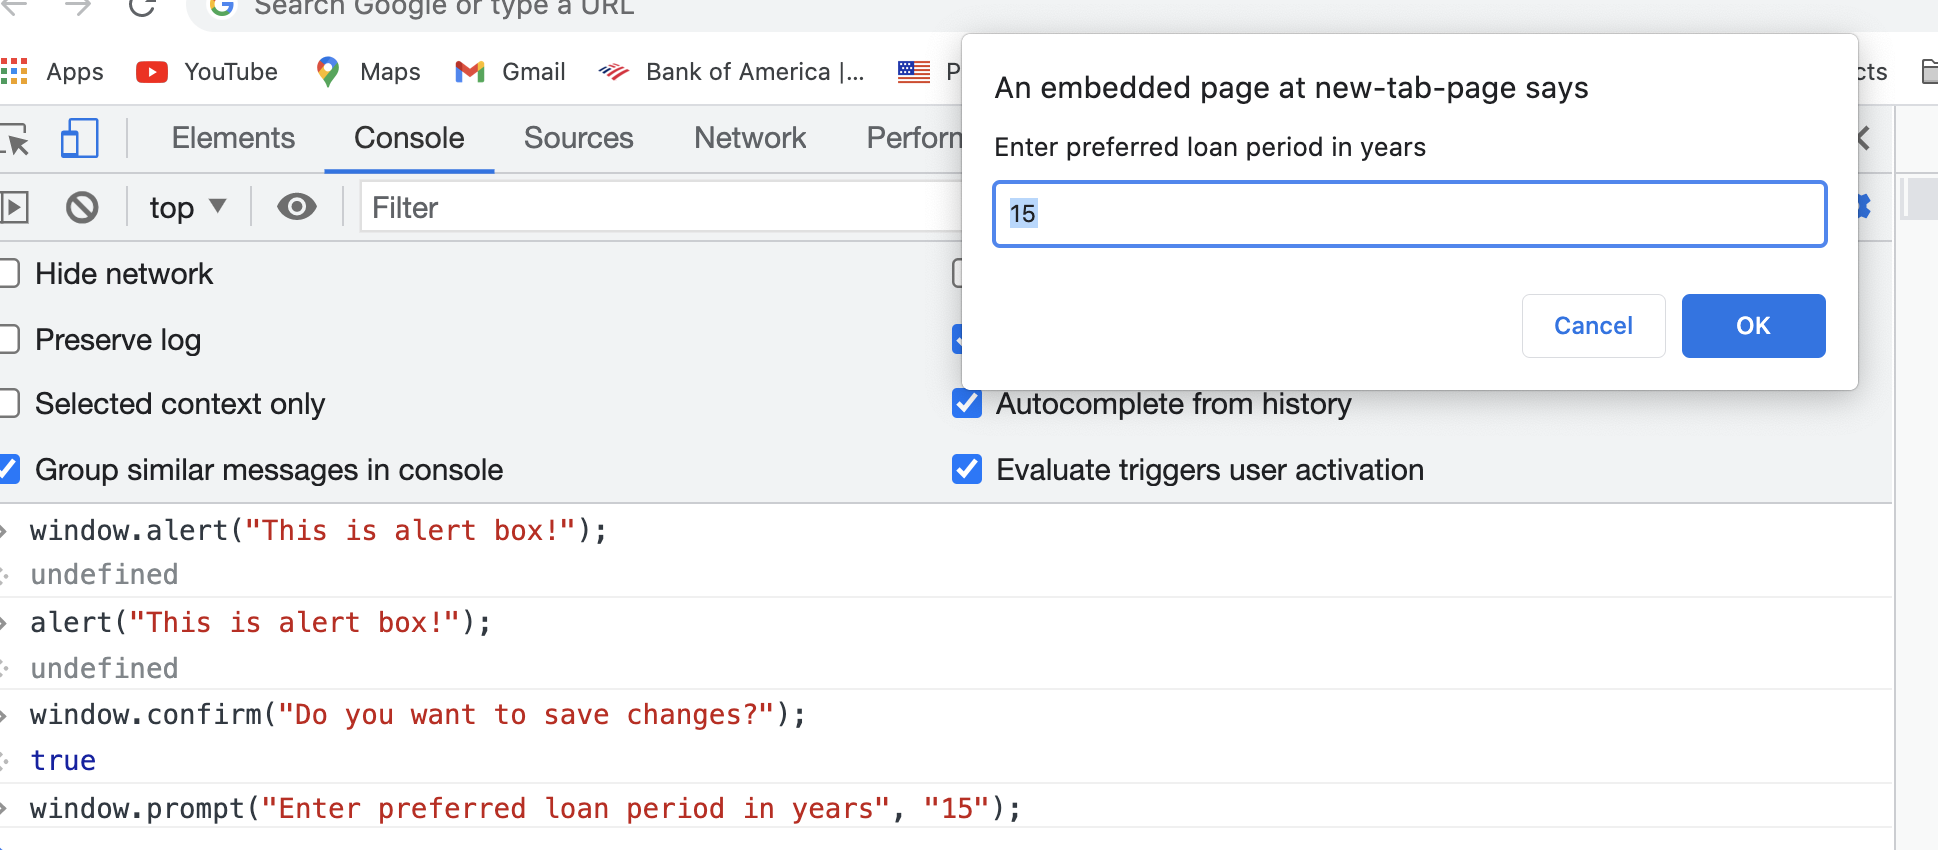 Search Google or type a URL
Apps YouTube Maps Gmail Bank of America |... P
cts
An embedded page at new-tab-page says
Enter preferred loan period in years
15
Cancel OK
Elements Console Sources Network Perform
top Filter
Hide network
Preserve log
Selected context only
Autocomplete from history
Group similar messages in console
Evaluate triggers user activation
window.alert("This is alert box!");
undefined
alert("This is alert box!");
undefined
window.confirm("Do you want to save changes?");
true
window.prompt("Enter preferred loan period in years", "15");